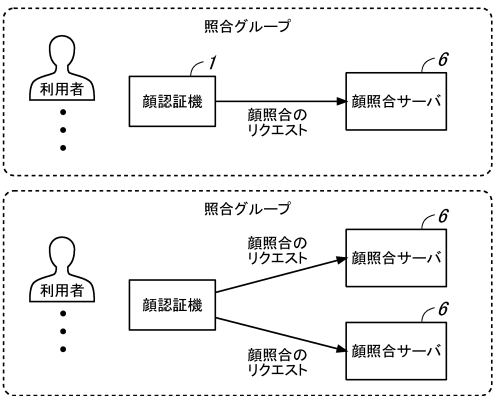 照合グループ
利用者
1
顔認証機
顔照合の
リクエスト
6
顔照合サーバ
照合グループ
利用者
顔認証機
顔照合の
リクエスト
6
顔照合サーバ
顔照合の
リクエスト
6
顔照合サーバ